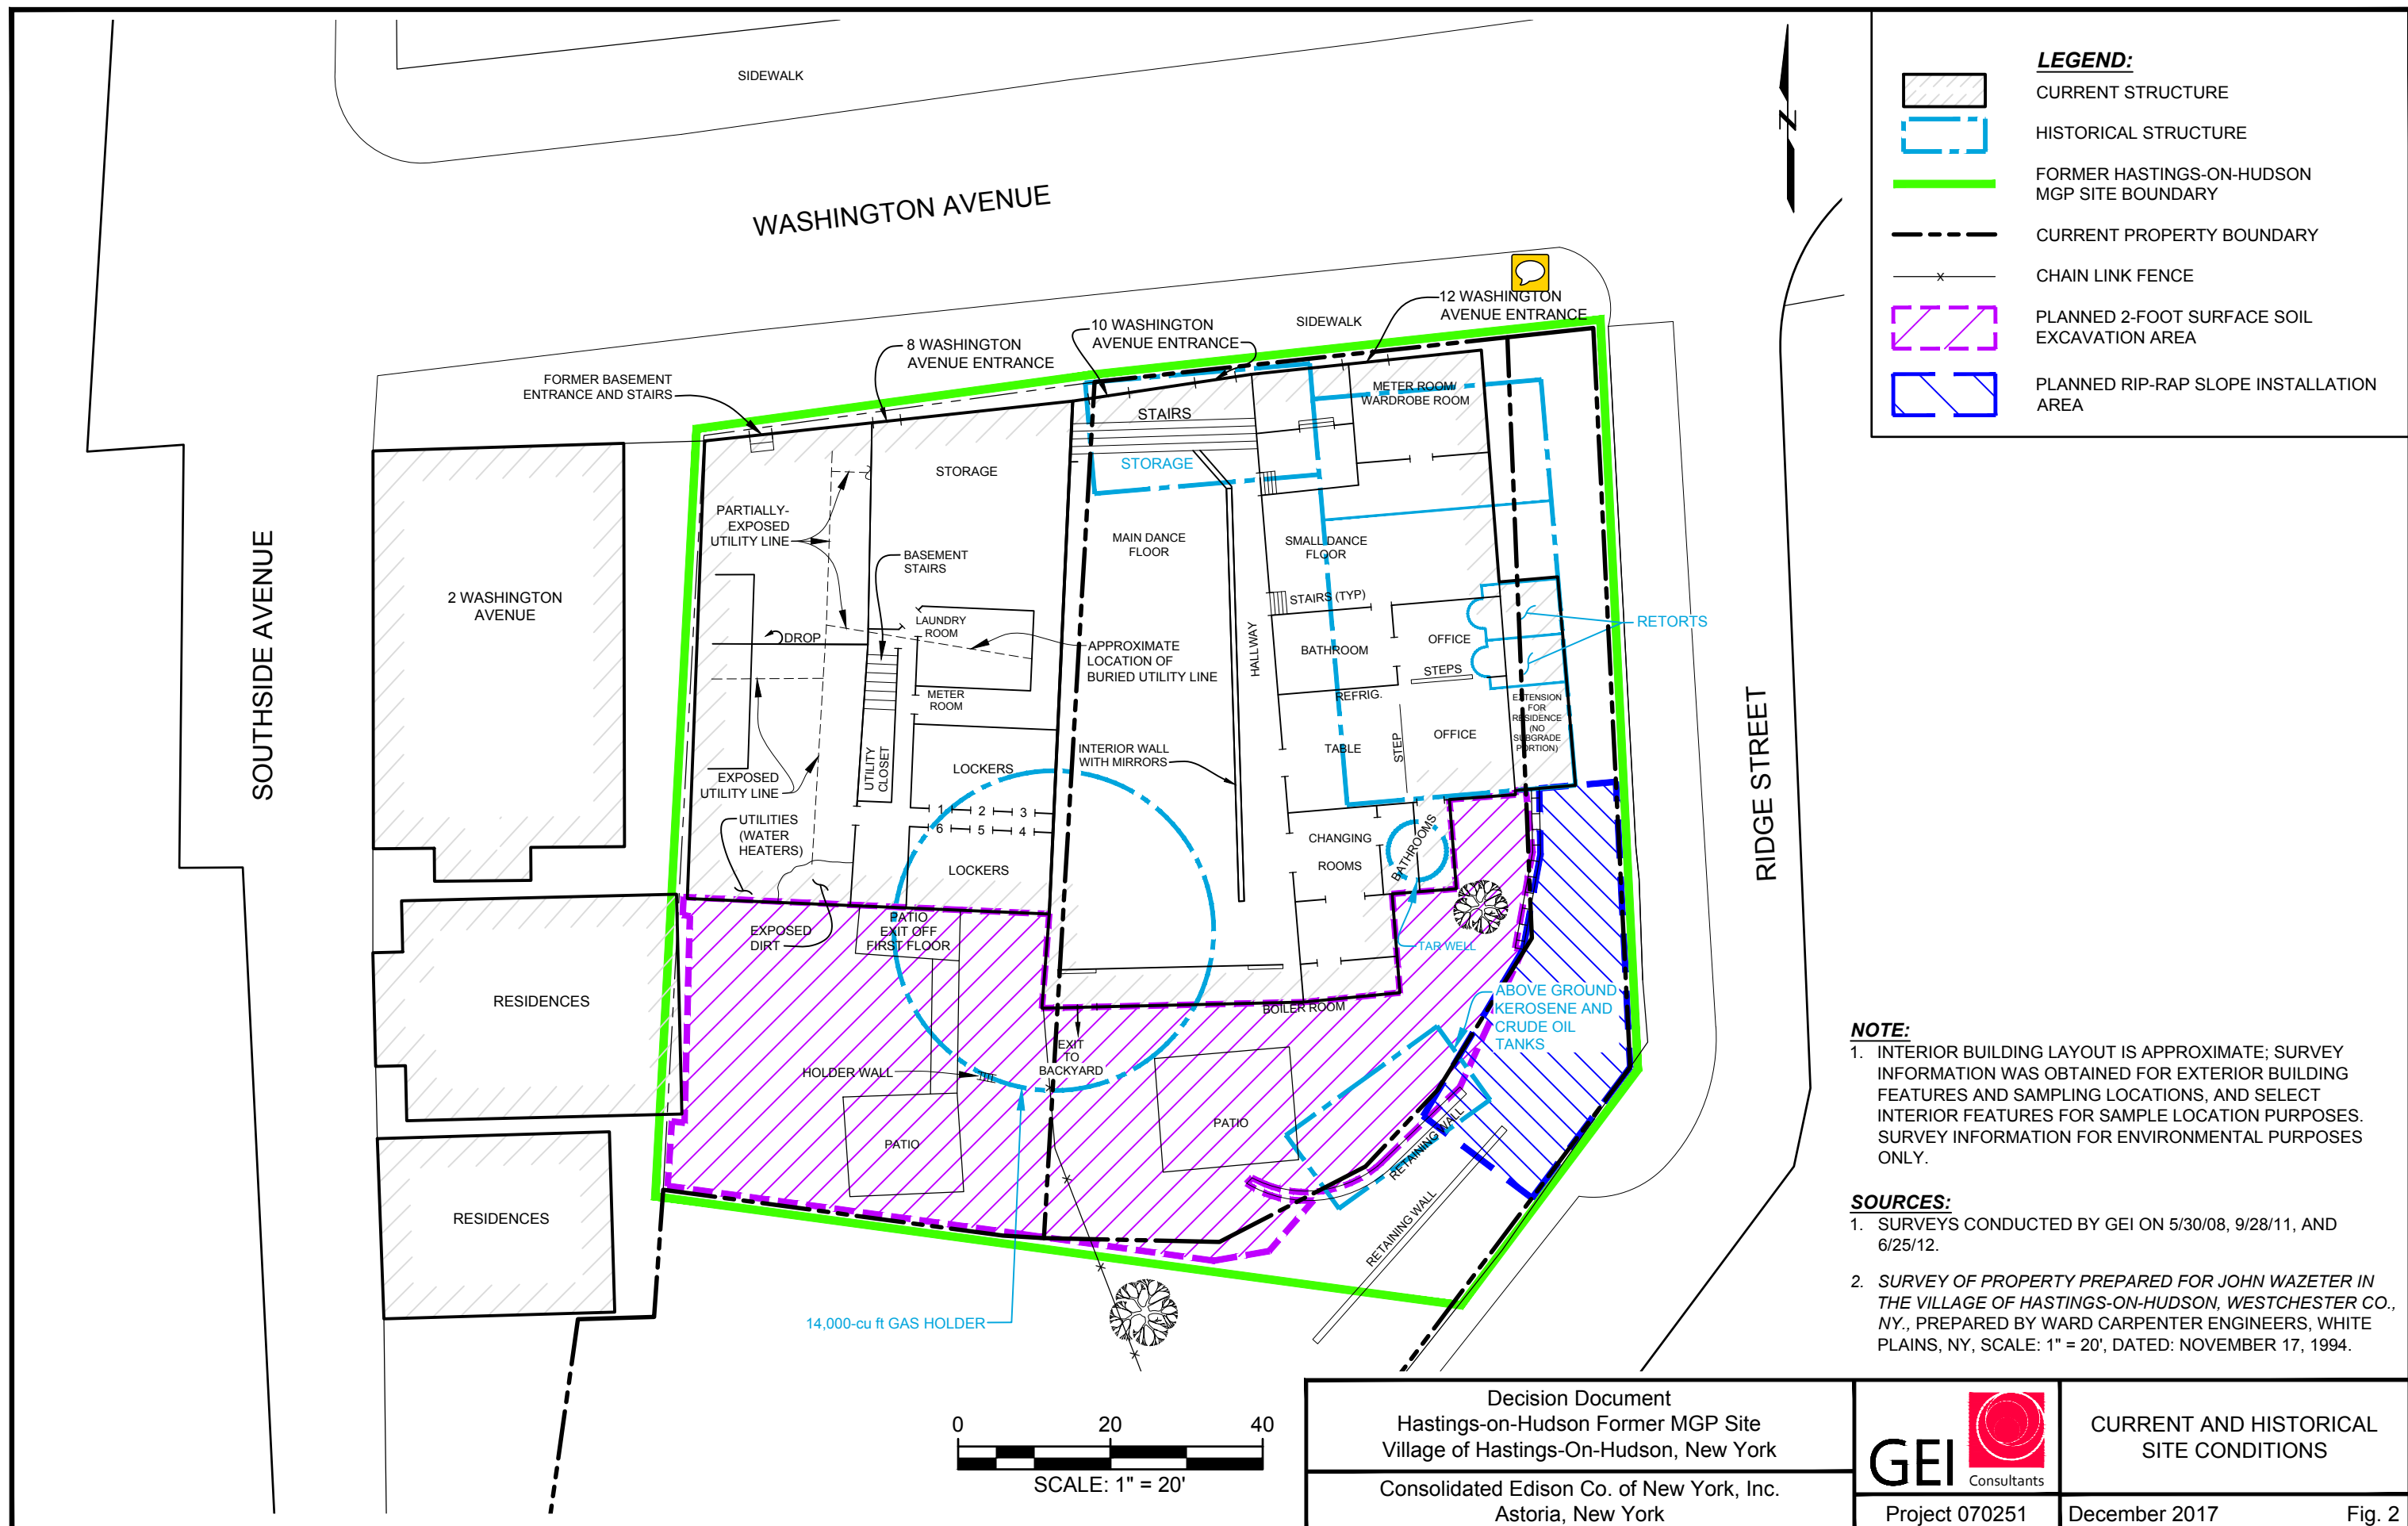 SIDEWALK
WASHINGTON AVENUE
N
LEGEND:
CURRENT STRUCTURE
HISTORICAL STRUCTURE
FORMER HASTINGS-ON-HUDSON
MGP SITE BOUNDARY
CURRENT PROPERTY BOUNDARY
x
CHAIN LINK FENCE
PLANNED 2-FOOT SURFACE SOIL
EXCAVATION AREA
PLANNED RIP-RAP SLOPE INSTALLATION
AREA
12 WASHINGTON
AVENUE ENTRANCE
SIDEWALK
10 WASHINGTON
AVENUE ENTRANCE
8 WASHINGTON
AVENUE ENTRANCE
FORMER BASEMENT
ENTRANCE AND STAIRS
METER ROOM/
WARDROBE ROOM
STAIRS
STORAGE
STORAGE
PARTIALLY-
EXPOSED
UTILITY LINE
BASEMENT
STAIRS
MAIN DANCE
FLOOR
SMALL DANCE
FLOOR
STAIRS (TYP)
SOUTHSIDE AVENUE
2 WASHINGTON
AVENUE
LAUNDRY
ROOM
DROP
APPROXIMATE
LOCATION OF
BURIED UTILITY LINE
HALLWAY
BATHROOM
OFFICE
RETORTS
STEPS
REFRIG.
METER
ROOM
EXTENSION
FOR
RESIDENCE
(NO
SUBGRADE
PORTION)
RIDGE STREET
UTILITY
CLOSET
INTERIOR WALL
WITH MIRRORS
TABLE
STEP
OFFICE
LOCKERS
EXPOSED
UTILITY LINE
1 2 3
6 5 4
UTILITIES
(WATER
HEATERS)
LOCKERS
CHANGING
ROOMS
BATHROOMS
PATIO
EXIT OFF
FIRST FLOOR
EXPOSED
DIRT
TAR WELL
RESIDENCES
ABOVE GROUND
KEROSENE AND
CRUDE OIL
TANKS
BOILER ROOM
EXIT
TO
BACKYARD
HOLDER WALL
PATIO
PATIO
RETAINING WALL
RETAINING WALL
RESIDENCES
14,000-cu ft GAS HOLDER
NOTE:
1. INTERIOR BUILDING LAYOUT IS APPROXIMATE; SURVEY
INFORMATION WAS OBTAINED FOR EXTERIOR BUILDING
FEATURES AND SAMPLING LOCATIONS, AND SELECT
INTERIOR FEATURES FOR SAMPLE LOCATION PURPOSES.
SURVEY INFORMATION FOR ENVIRONMENTAL PURPOSES
ONLY.
SOURCES:
1. SURVEYS CONDUCTED BY GEI ON 5/30/08, 9/28/11, AND
6/25/12.
2. SURVEY OF PROPERTY PREPARED FOR JOHN WAZETER IN
THE VILLAGE OF HASTINGS-ON-HUDSON, WESTCHESTER CO.,
NY., PREPARED BY WARD CARPENTER ENGINEERS, WHITE
PLAINS, NY, SCALE: 1" = 20', DATED: NOVEMBER 17, 1994.
0 20 40
SCALE: 1" = 20'
Decision Document
Hastings-on-Hudson Former MGP Site
Village of Hastings-On-Hudson, New York
Consolidated Edison Co. of New York, Inc.
Astoria, New York
GEI Consultants
Project 070251
CURRENT AND HISTORICAL
SITE CONDITIONS
December 2017 Fig. 2